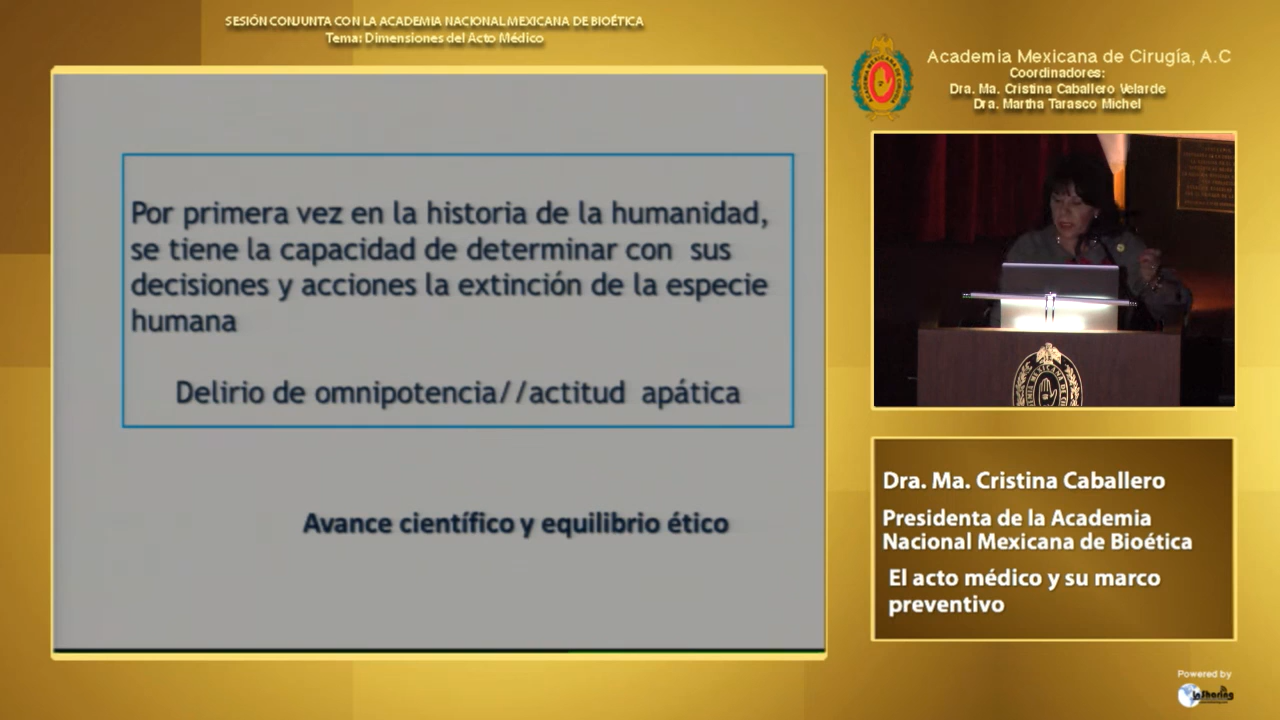 SESIÓN CONJUNTA CON LA ACADEMIA NACIONAL MEXICANA DE BIOÉTICA
Tema: Dimensiones del Acto Médico
Academia Mexicana de Cirugía, A.C
Coordinadores:
Dra. Ma. Cristina Caballero Velarde
Dra. Martha Tarasco Michel
Por primera vez en la historia de la humanidad,
se tiene la capacidad de determinar con sus
decisiones y acciones la extinción de la especie
humana
Delirio de omnipotencia//actitud apática
Avance científico y equilibrio ético
Dra. Ma. Cristina Caballero
Presidenta de la Academia
Nacional Mexicana de Bioética
El acto médico y su marco
preventivo
Powered by